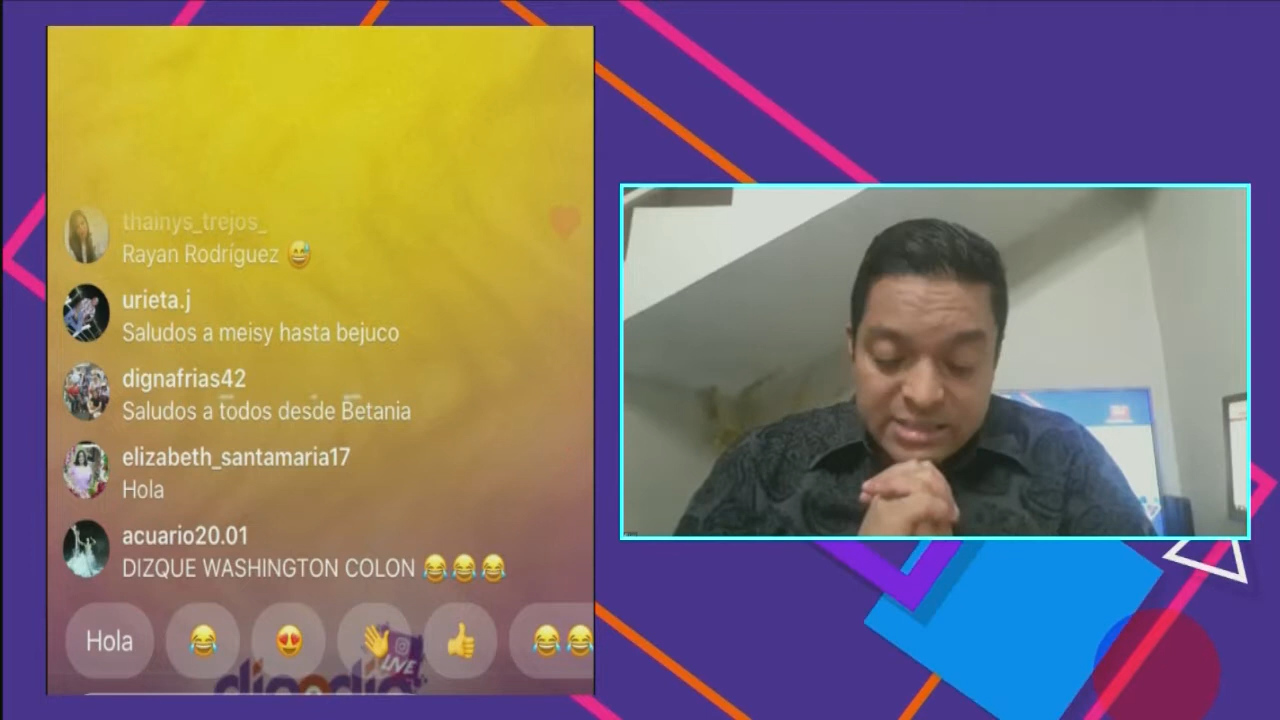 thainys_trejos_
Rayan Rodríguez 😅
urieta.j
Saludos a meisy hasta bejuco
dignafrias42
Saludos a todos desde Betania
elizabeth_santamaria17
Hola
acuario20.01
DIZQUE WASHINGTON COLON 😂😂😂
Hola 😂 😍 👋 👍 😂😂
LIVE